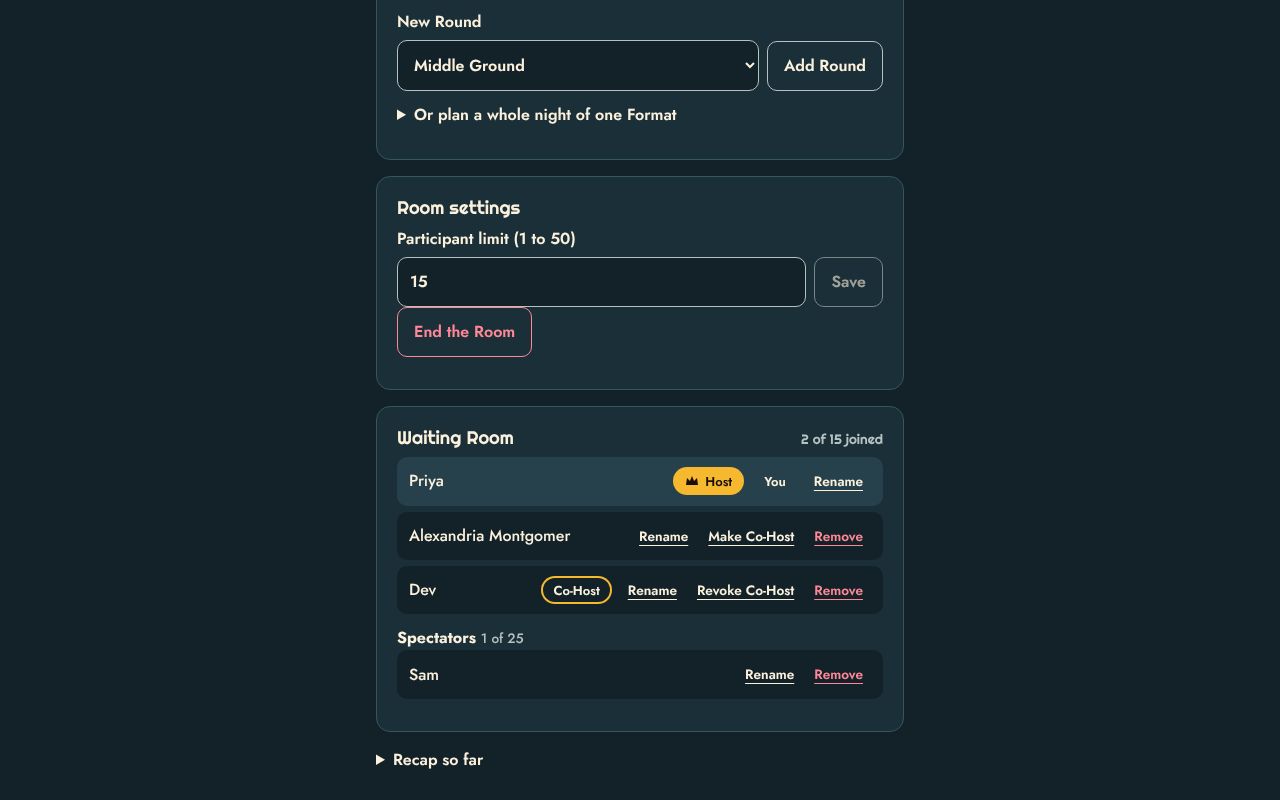 New Round
Middle Ground
Add Round
Or plan a whole night of one Format
Room settings
Participant limit (1 to 50)
15
Save
End the Room
Waiting Room
2 of 15 joined
Priya
Host
You
Rename
Alexandria Montgomer
Rename
Make Co-Host
Remove
Dev
Co-Host
Rename
Revoke Co-Host
Remove
Spectators 1 of 25
Sam
Rename
Remove
Recap so far